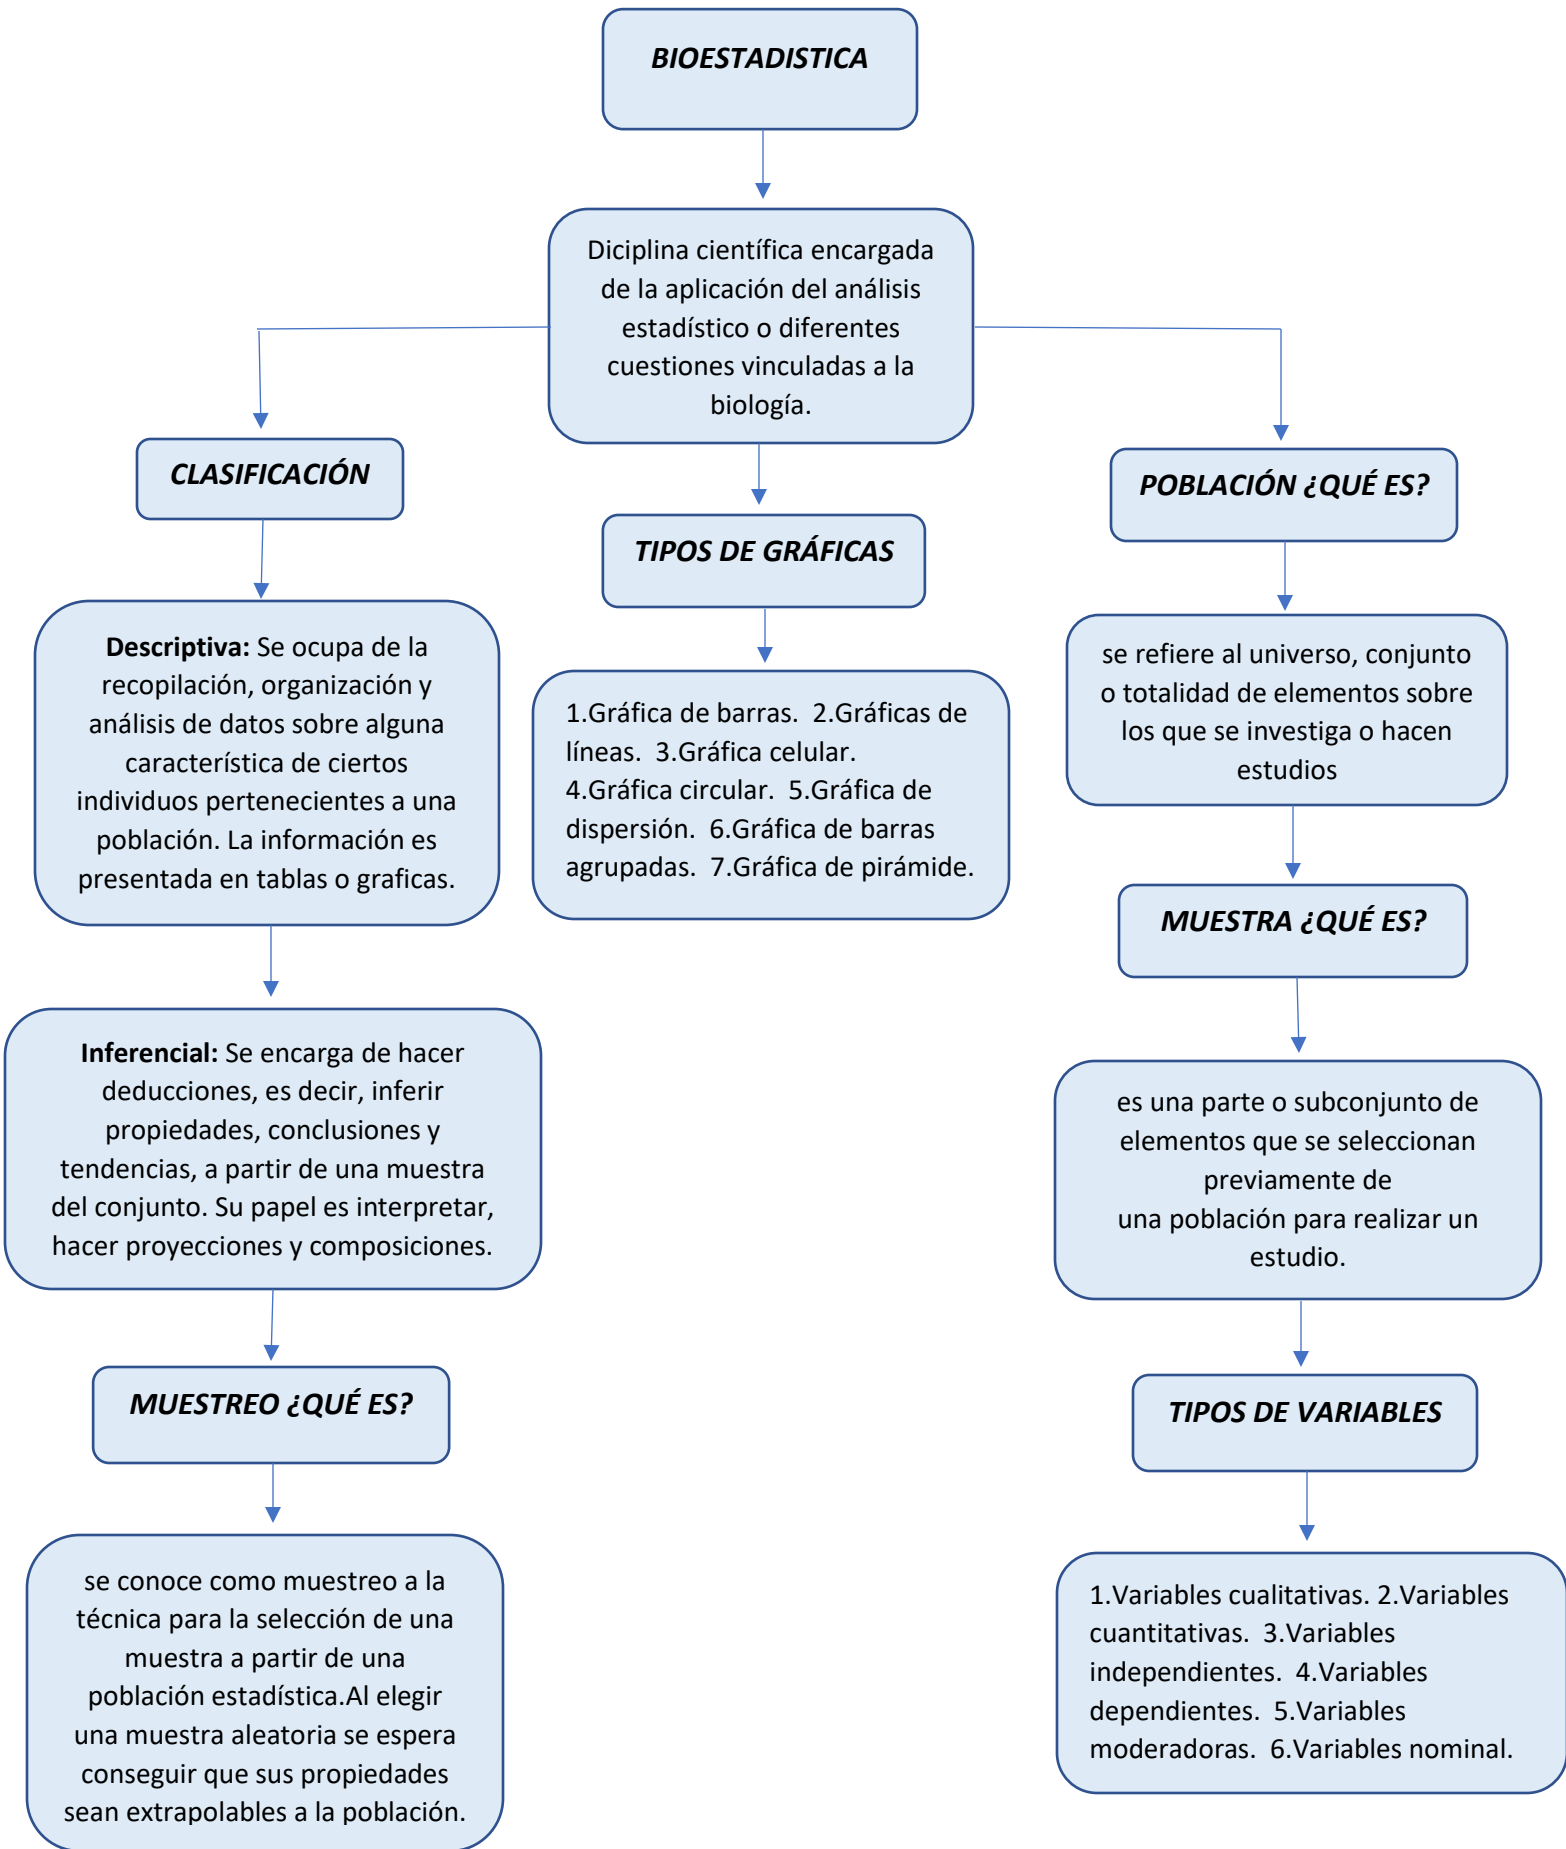 BIOESTADISTICA
Diciplina científica encargada
de la aplicación del análisis
estadístico o diferentes
cuestiones vinculadas a la
biología.
CLASIFICACIÓN
Descriptiva: Se ocupa de la
recopilación, organización y
análisis de datos sobre alguna
característica de ciertos
individuos pertenecientes a una
población. La información es
presentada en tablas o graficas.
Inferencial: Se encarga de hacer
deducciones, es decir, inferir
propiedades, conclusiones y
tendencias, a partir de una muestra
del conjunto. Su papel es interpretar,
hacer proyecciones y composiciones.
MUESTREO ¿QUÉ ES?
se conoce como muestreo a la
técnica para la selección de una
muestra a partir de una
población estadística.Al elegir
una muestra aleatoria se espera
conseguir que sus propiedades
sean extrapolables a la población.
TIPOS DE GRÁFICAS
1.Gráfica de barras.  2.Gráficas de
líneas.  3.Gráfica celular.
4.Gráfica circular.  5.Gráfica de
dispersión.  6.Gráfica de barras
agrupadas.  7.Gráfica de pirámide.
POBLACIÓN ¿QUÉ ES?
se refiere al universo, conjunto
o totalidad de elementos sobre
los que se investiga o hacen
estudios
MUESTRA ¿QUÉ ES?
es una parte o subconjunto de
elementos que se seleccionan
previamente de
una población para realizar un
estudio.
TIPOS DE VARIABLES
1.Variables cualitativas. 2.Variables
cuantitativas.  3.Variables
independientes.  4.Variables
dependientes.  5.Variables
moderadoras.  6.Variables nominal.